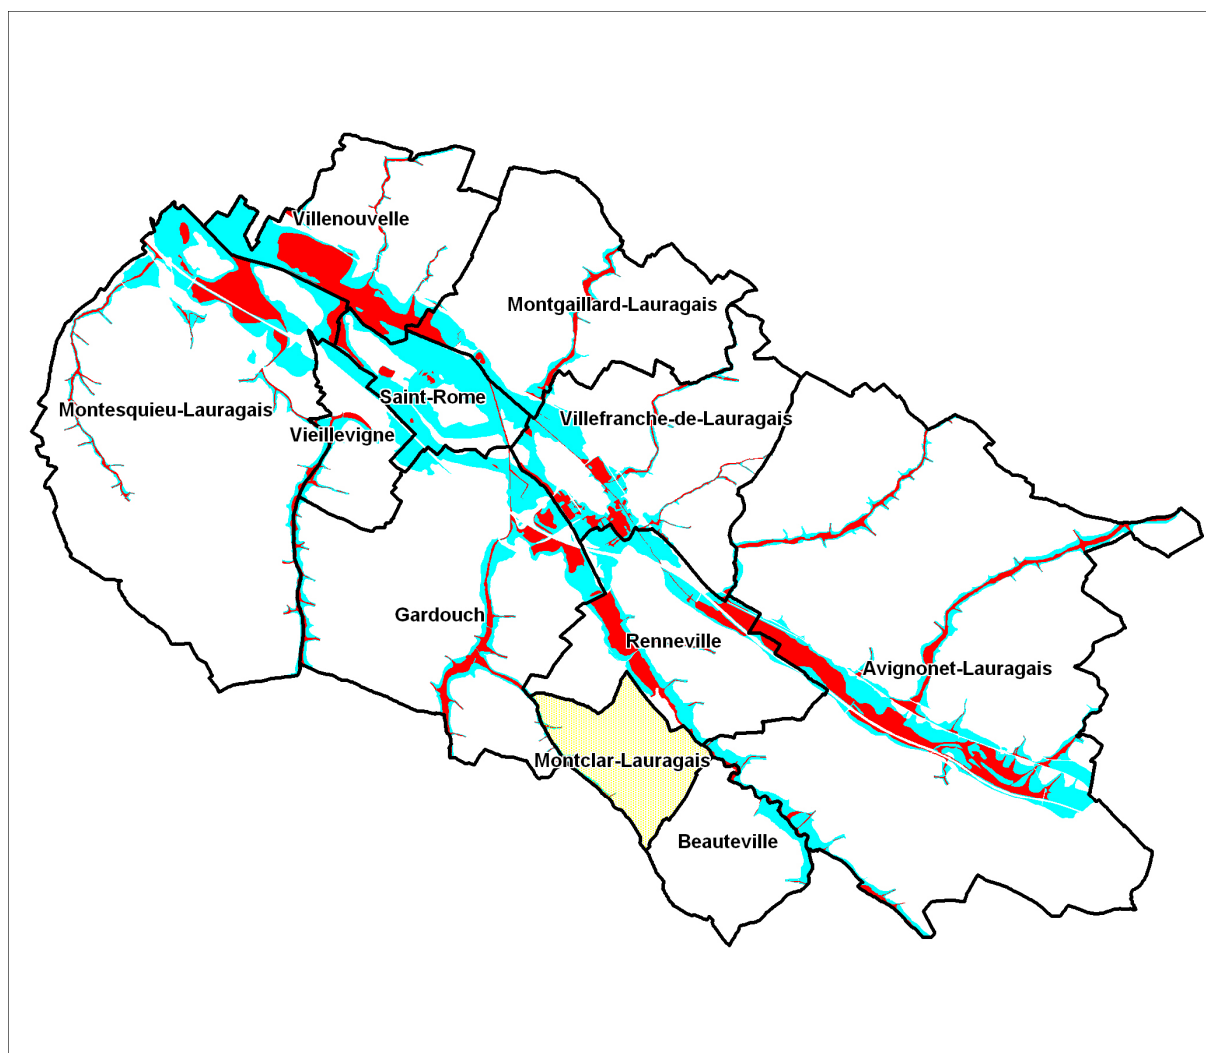 Villenouvelle
Montgaillard-Lauragais
Saint-Rome
Montesquieu-Lauragais
Villefranche-de-Lauragais
Vieillevigne
Gardouch
Renneville
Avignonet-Lauragais
Montclar-Lauragais
Beauteville